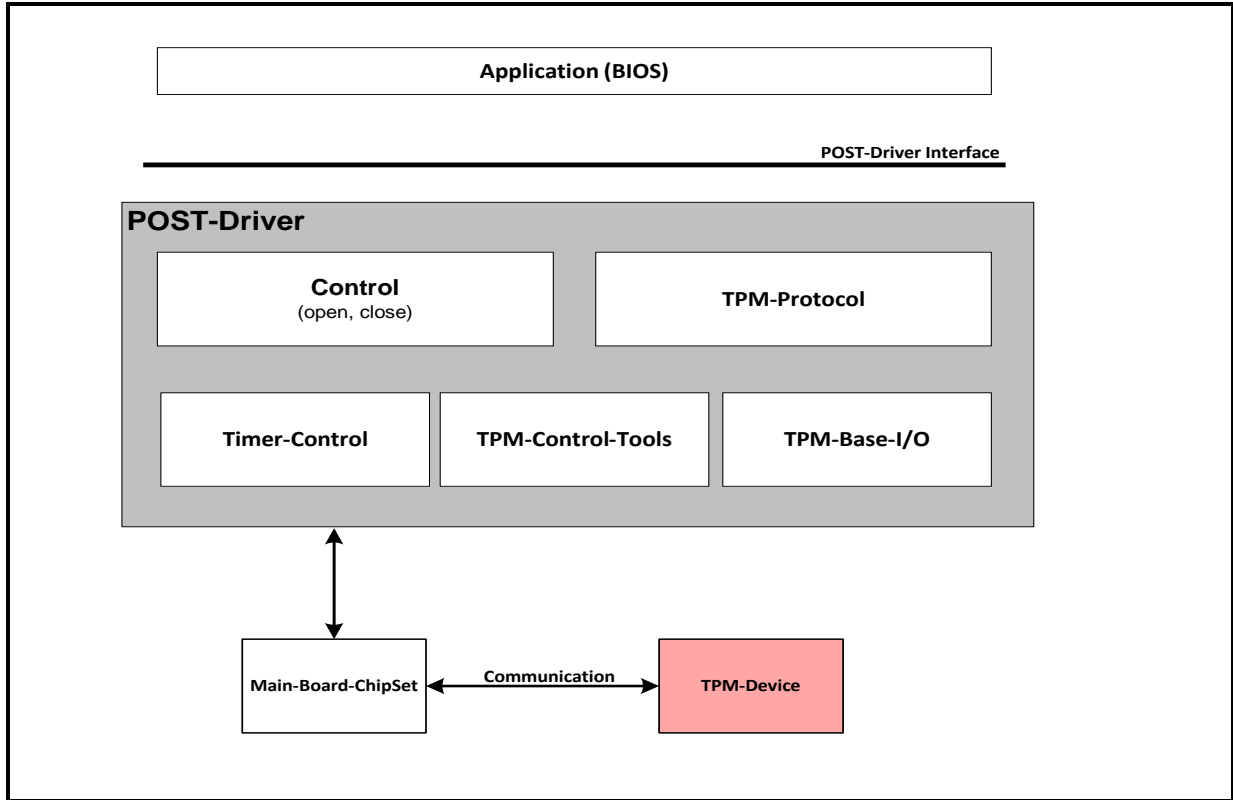 Application (BIOS)
POST-Driver Interface
POST-Driver
Control
(open, close)
TPM-Protocol
Timer-Control
TPM-Control-Tools
TPM-Base-I/O
Main-Board-ChipSet
Communication
TPM-Device